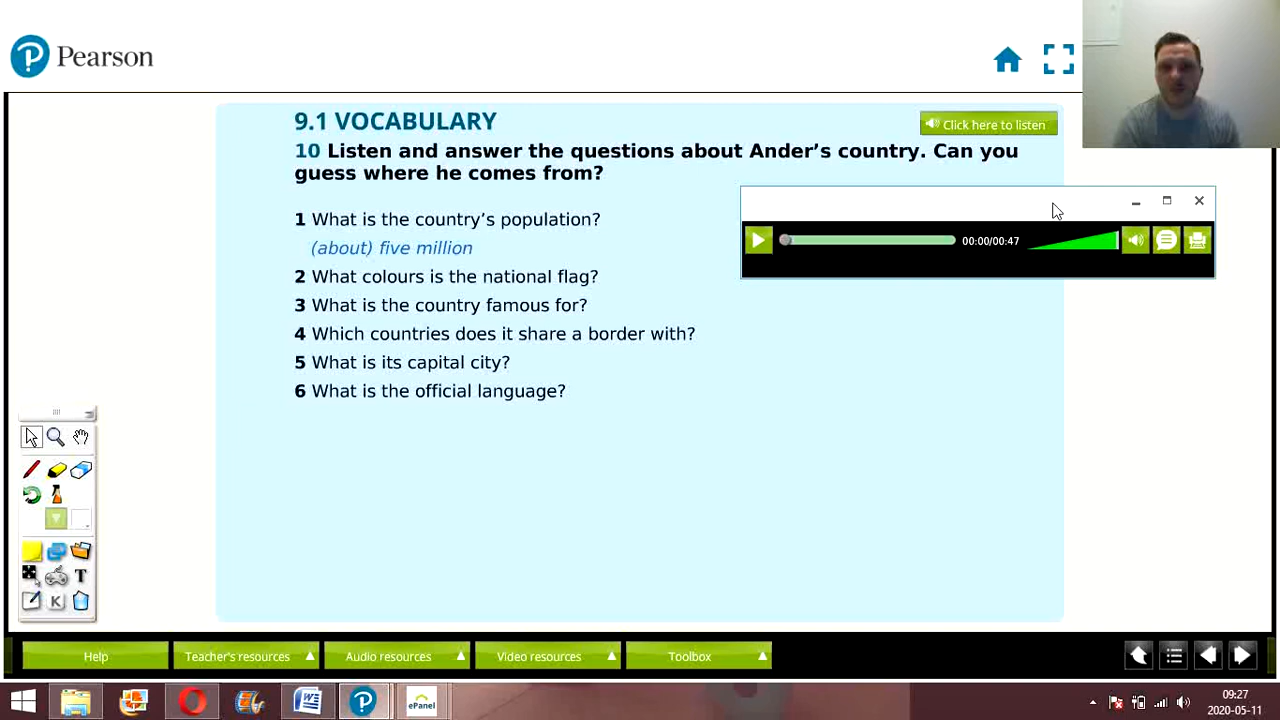 Pearson
9.1 VOCABULARY
Click here to listen
10 Listen and answer the questions about Ander's country. Can you
guess where he comes from?
1 What is the country's population?
(about) five million
2 What colours is the national flag?
3 What is the country famous for?
4 Which countries does it share a border with?
5 What is its capital city?
6 What is the official language?
00:00/00:47
T
K
Help
Teacher's resources
Audio resources
Video resources
Toolbox
ePanel
09:27
2020-05-11